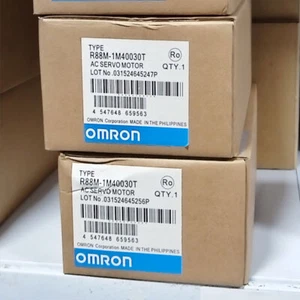 TYPE
R88M-1M40030T
Ro
AC SERVO MOTOR
LOT No .031524645247P
QTY.1
4 547648 659563
OMRON Corporation MADE IN THE PHILIPPINES
OMRON
TYPE
R88M-1M40030T
Ro
AC SERVO MOTOR
LOT No .031524645256P
QTY.1
4 547648 659563
OMRON Corporation MADE IN THE PHILIPPINES
OMRON